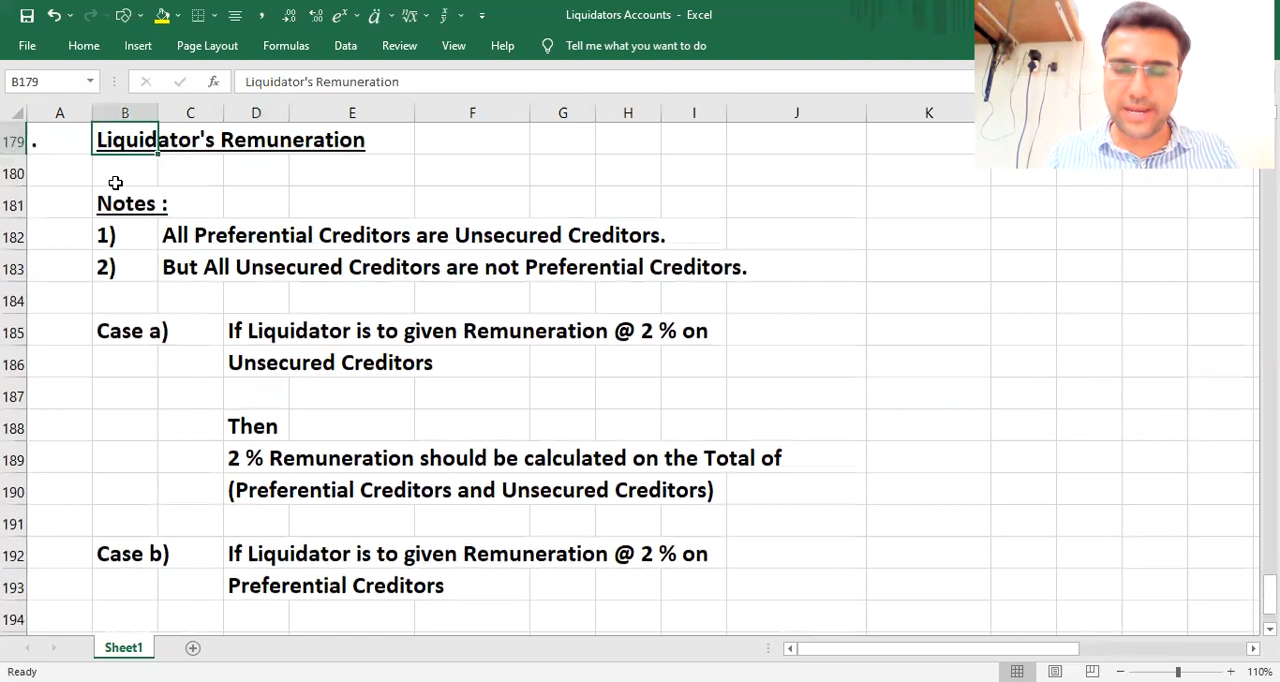 Liquidators Accounts - Excel
File Home Insert Page Layout Formulas Data Review View Help Tell me what you want to do
B179 fx Liquidator's Remuneration
A B C D E F G H I J K
179 . Liquidator's Remuneration
180
181 Notes :
182 1) All Preferential Creditors are Unsecured Creditors.
183 2) But All Unsecured Creditors are not Preferential Creditors.
184
185 Case a) If Liquidator is to given Remuneration @ 2 % on
186 Unsecured Creditors
187
188 Then
189 2 % Remuneration should be calculated on the Total of
190 (Preferential Creditors and Unsecured Creditors)
191
192 Case b) If Liquidator is to given Remuneration @ 2 % on
193 Preferential Creditors
194
Sheet1
Ready 110%